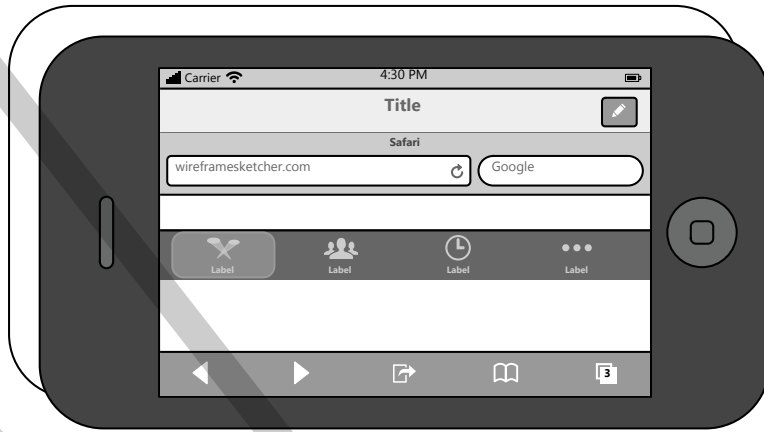 Carrier 4:30 PM
Title
Safari
wireframesketcher.com Google
Label Label Label Label
3